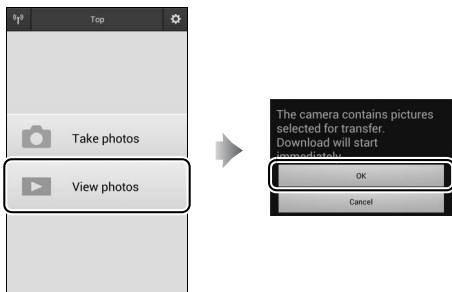 Top
Take photos
View photos
The camera contains pictures
selected for transfer.
Download will start
immediately.
OK
Cancel